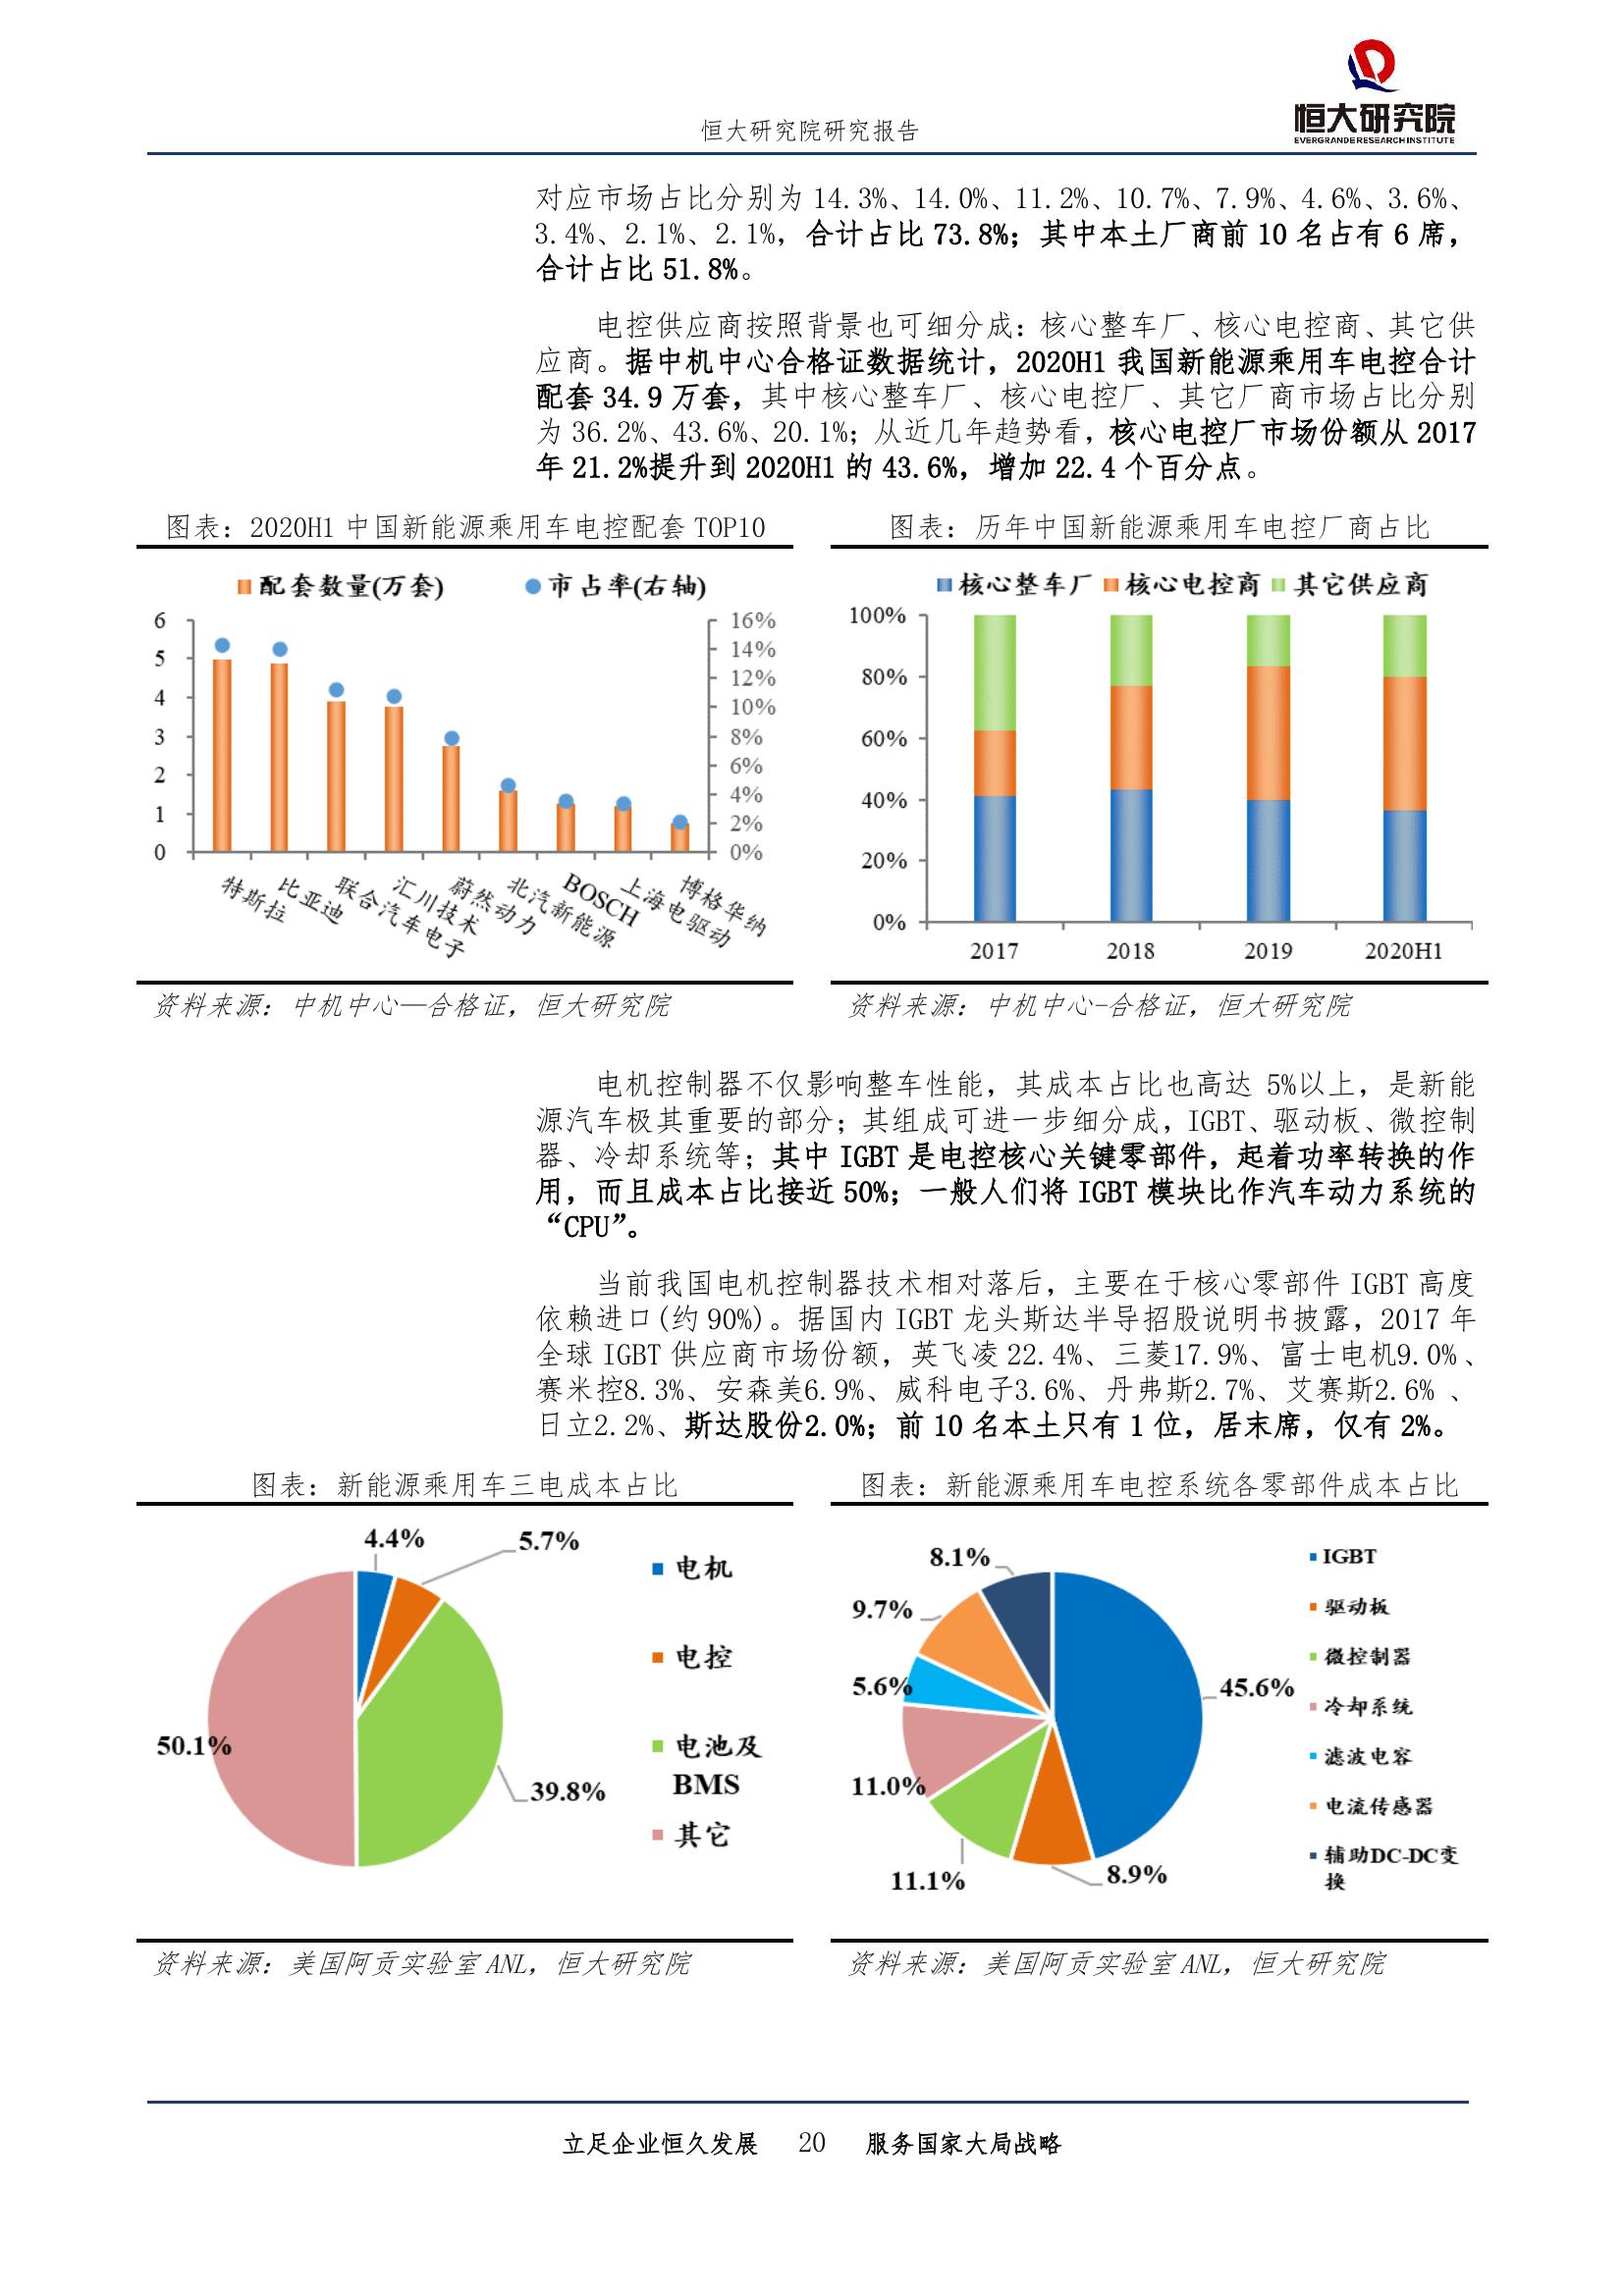 恒大研究院
EVERGRANDE RESEARCH INSTITUTE
恒大研究院研究报告
对应市场占比分别为 14.3%、14.0%、11.2%、10.7%、7.9%、4.6%、3.6%、
3.4%、2.1%、2.1%，合计占比 73.8%；其中本土厂商前 10 名占有 6 席，
合计占比 51.8%。
电控供应商按照背景也可细分成：核心整车厂、核心电控商、其它供
应商。据中机中心合格证数据统计，2020H1 我国新能源乘用车电控合计
配套 34.9 万套，其中核心整车厂、核心电控厂、其它厂商市场占比分别
为 36.2%、43.6%、20.1%；从近几年趋势看，核心电控厂市场份额从 2017
年 21.2%提升到 2020H1 的 43.6%，增加 22.4 个百分点。
图表：2020H1 中国新能源乘用车电控配套 TOP10
配套数量(万套) 市占率(右轴)
6
5
4
3
2
1
0
16%
14%
12%
10%
8%
6%
4%
2%
0%
特斯拉
比亚迪
联合汽车电子
汇川技术
蔚然动力
北汽新能源
BOSCH
上海电驱动
博格华纳
资料来源：中机中心—合格证，恒大研究院
图表：历年中国新能源乘用车电控厂商占比
核心整车厂 核心电控商 其它供应商
100%
80%
60%
40%
20%
0%
2017 2018 2019 2020H1
资料来源：中机中心-合格证，恒大研究院
电机控制器不仅影响整车性能，其成本占比也高达 5%以上，是新能
源汽车极其重要的部分；其组成可进一步细分成，IGBT、驱动板、微控制
器、冷却系统等；其中 IGBT 是电控核心关键零部件，起着功率转换的作
用，而且成本占比接近 50%；一般人们将 IGBT 模块比作汽车动力系统的
“CPU”。
当前我国电机控制器技术相对落后，主要在于核心零部件 IGBT 高度
依赖进口(约 90%)。据国内 IGBT 龙头斯达半导招股说明书披露，2017 年
全球 IGBT 供应商市场份额，英飞凌 22.4%、三菱17.9%、富士电机9.0%、
赛米控8.3%、安森美6.9%、威科电子3.6%、丹弗斯2.7%、艾赛斯2.6% 、
日立2.2%、斯达股份2.0%；前 10 名本土只有 1 位，居末席，仅有 2%。
图表：新能源乘用车三电成本占比
4.4%
5.7%
39.8%
50.1%
电机
电控
电池及
BMS
其它
资料来源：美国阿贡实验室 ANL，恒大研究院
图表：新能源乘用车电控系统各零部件成本占比
8.1%
9.7%
5.6%
11.0%
11.1%
8.9%
45.6%
IGBT
驱动板
微控制器
冷却系统
滤波电容
电流传感器
辅助DC-DC变
换
资料来源：美国阿贡实验室 ANL，恒大研究院
立足企业恒久发展 20 服务国家大局战略